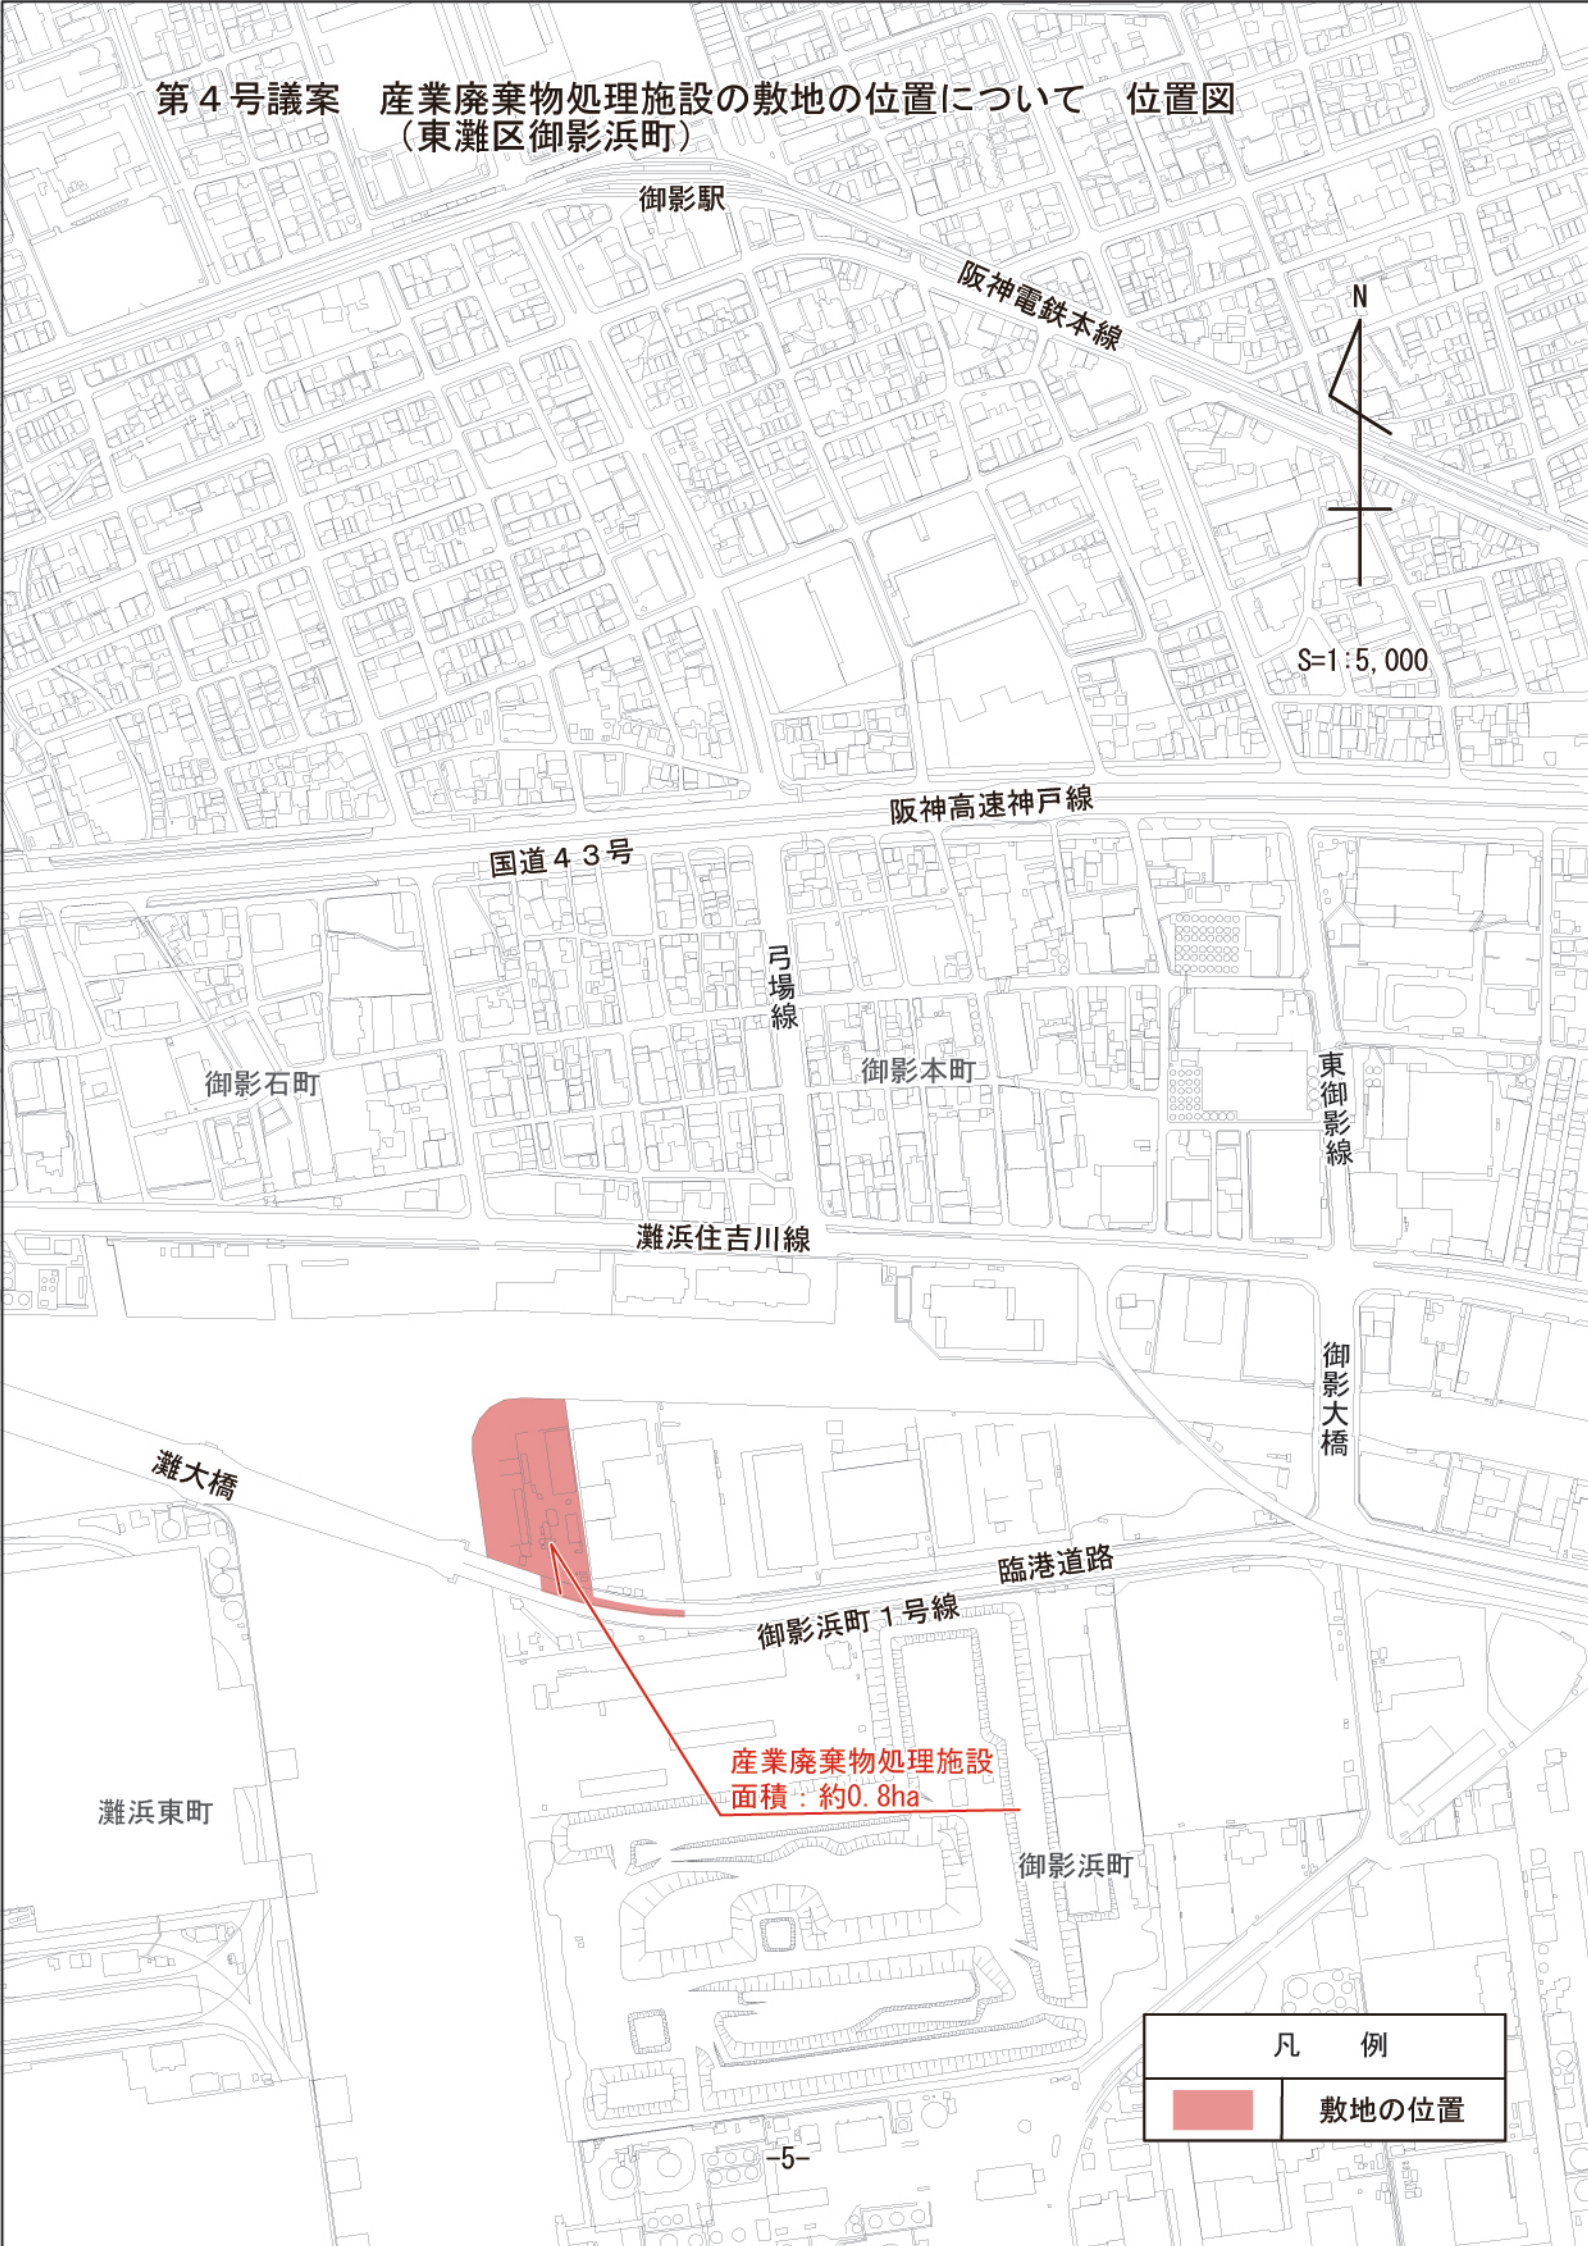 第４号議案　産業廃棄物処理施設の敷地の位置について　位置図
（東灘区御影浜町）
御影駅
阪神電鉄本線
N
S=1:5,000
阪神高速神戸線
国道４３号
弓場線
御影石町
御影本町
東御影線
灘浜住吉川線
御影大橋
灘大橋
臨港道路
御影浜町１号線
産業廃棄物処理施設
面積：約0.8ha
灘浜東町
御影浜町
凡　例
敷地の位置
-5-